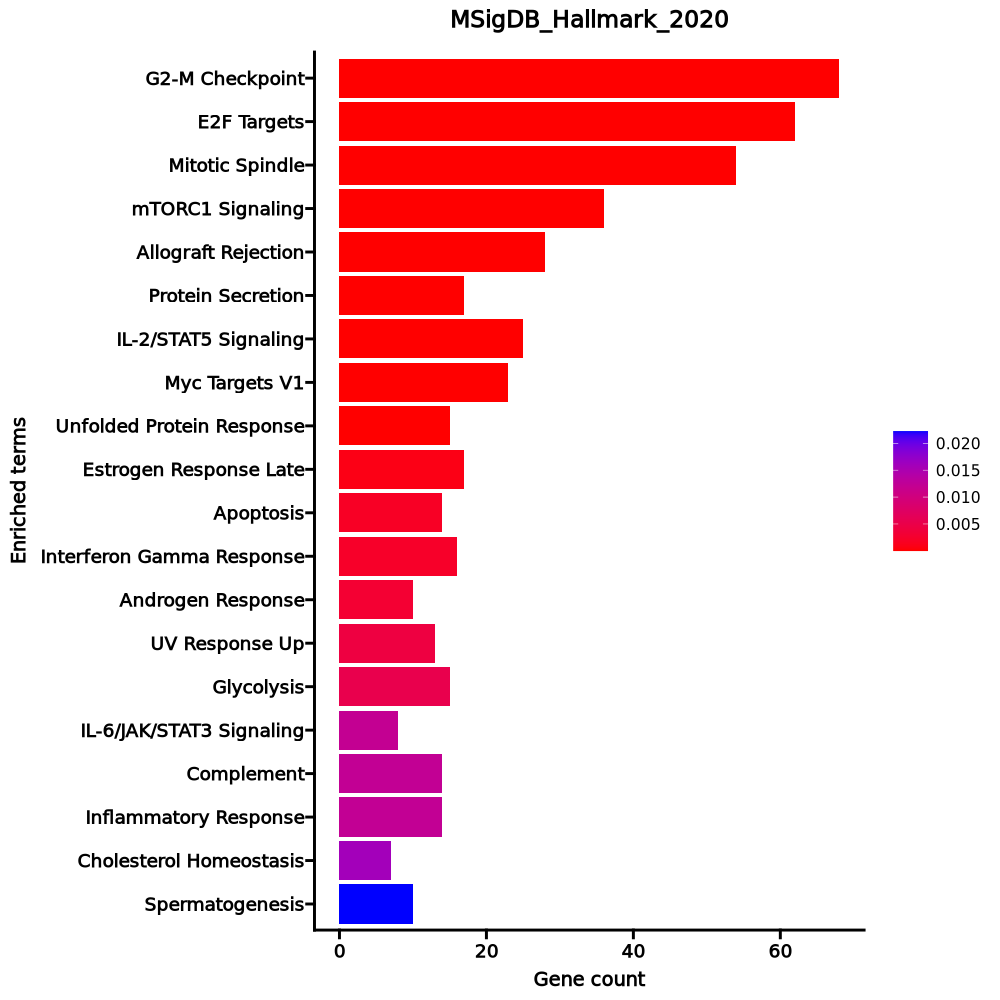 MSigDB_Hallmark_2020
G2-M Checkpoint
E2F Targets
Mitotic Spindle
mTORC1 Signaling
Allograft Rejection
Protein Secretion
IL-2/STAT5 Signaling
Myc Targets V1
Unfolded Protein Response
Estrogen Response Late
Apoptosis
Interferon Gamma Response
Androgen Response
UV Response Up
Glycolysis
IL-6/JAK/STAT3 Signaling
Complement
Inflammatory Response
Cholesterol Homeostasis
Spermatogenesis
Enriched terms
0 20 40 60
Gene count
0.020
0.015
0.010
0.005